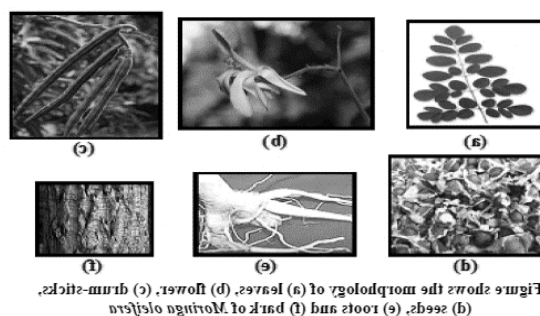 (a) (b) (c)
(d) (e) (f)
Figure shows the morphology of (a) leaves, (b) flower, (c) drum-sticks,
(d) seeds, (e) roots and (f) bark of Moringa oleifera